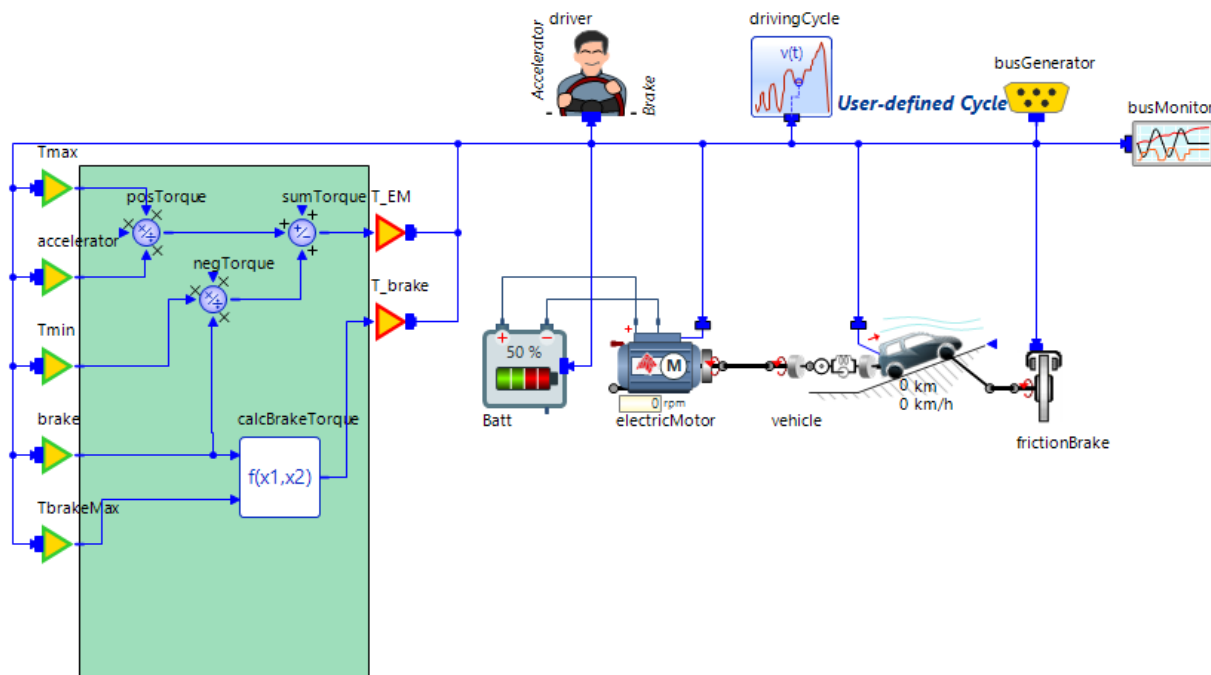 driver
Accelerator
Brake
drivingCycle
v(t)
User-defined Cycle
busGenerator
busMonitor
Tmax
posTorque
sumTorque
T_EM
accelerator
negTorque
T_brake
Tmin
brake
calcBrakeTorque
f(x1,x2)
TbrakeMax
50 %
Batt
M
0 rpm
electricMotor
vehicle
0 km
0 km/h
frictionBrake